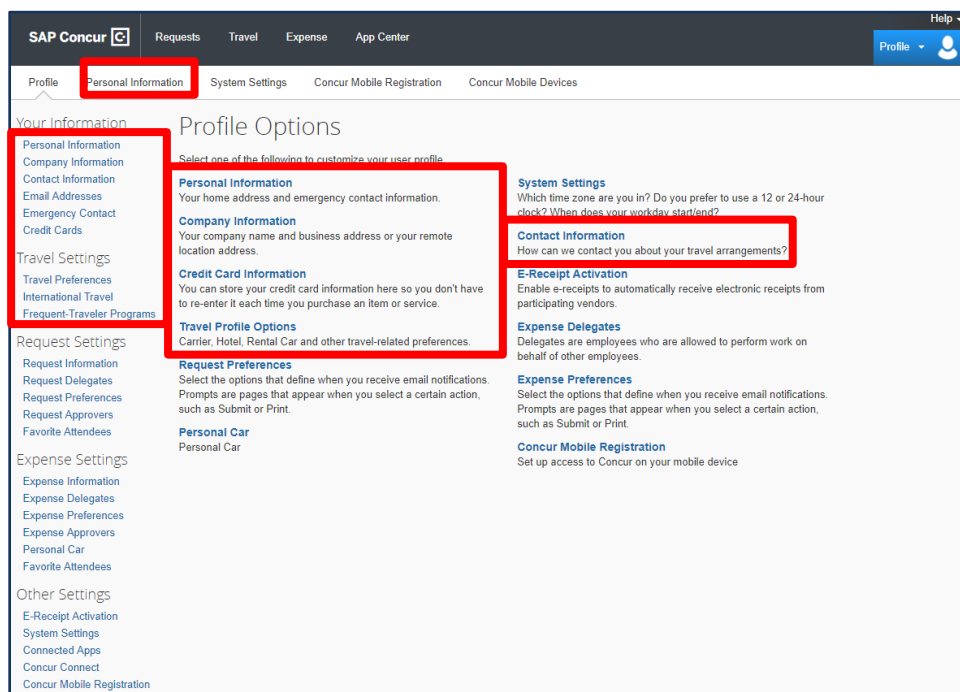 Help
SAP Concur C Requests Travel Expense App Center
Profile
Profile Personal Information System Settings Concur Mobile Registration Concur Mobile Devices
Your Information
Personal Information
Company Information
Contact Information
Email Addresses
Emergency Contact
Credit Cards
Travel Settings
Travel Preferences
International Travel
Frequent-Traveler Programs
Request Settings
Request Information
Request Delegates
Request Preferences
Request Approvers
Favorite Attendees
Expense Settings
Expense Information
Expense Delegates
Expense Preferences
Expense Approvers
Personal Car
Favorite Attendees
Other Settings
E-Receipt Activation
System Settings
Connected Apps
Concur Connect
Concur Mobile Registration
Profile Options
Select one of the following to customize your user profile.
Personal Information
Your home address and emergency contact information.
Company Information
Your company name and business address or your remote
location address.
Credit Card Information
You can store your credit card information here so you don't have
to re-enter it each time you purchase an item or service.
Travel Profile Options
Carrier, Hotel, Rental Car and other travel-related preferences.
Request Preferences
Select the options that define when you receive email notifications.
Prompts are pages that appear when you select a certain action,
such as Submit or Print.
Personal Car
Personal Car
System Settings
Which time zone are you in? Do you prefer to use a 12 or 24-hour
clock? When does your workday start/end?
Contact Information
How can we contact you about your travel arrangements?
E-Receipt Activation
Enable e-receipts to automatically receive electronic receipts from
participating vendors.
Expense Delegates
Delegates are employees who are allowed to perform work on
behalf of other employees.
Expense Preferences
Select the options that define when you receive email notifications.
Prompts are pages that appear when you select a certain action,
such as Submit or Print.
Concur Mobile Registration
Set up access to Concur on your mobile device